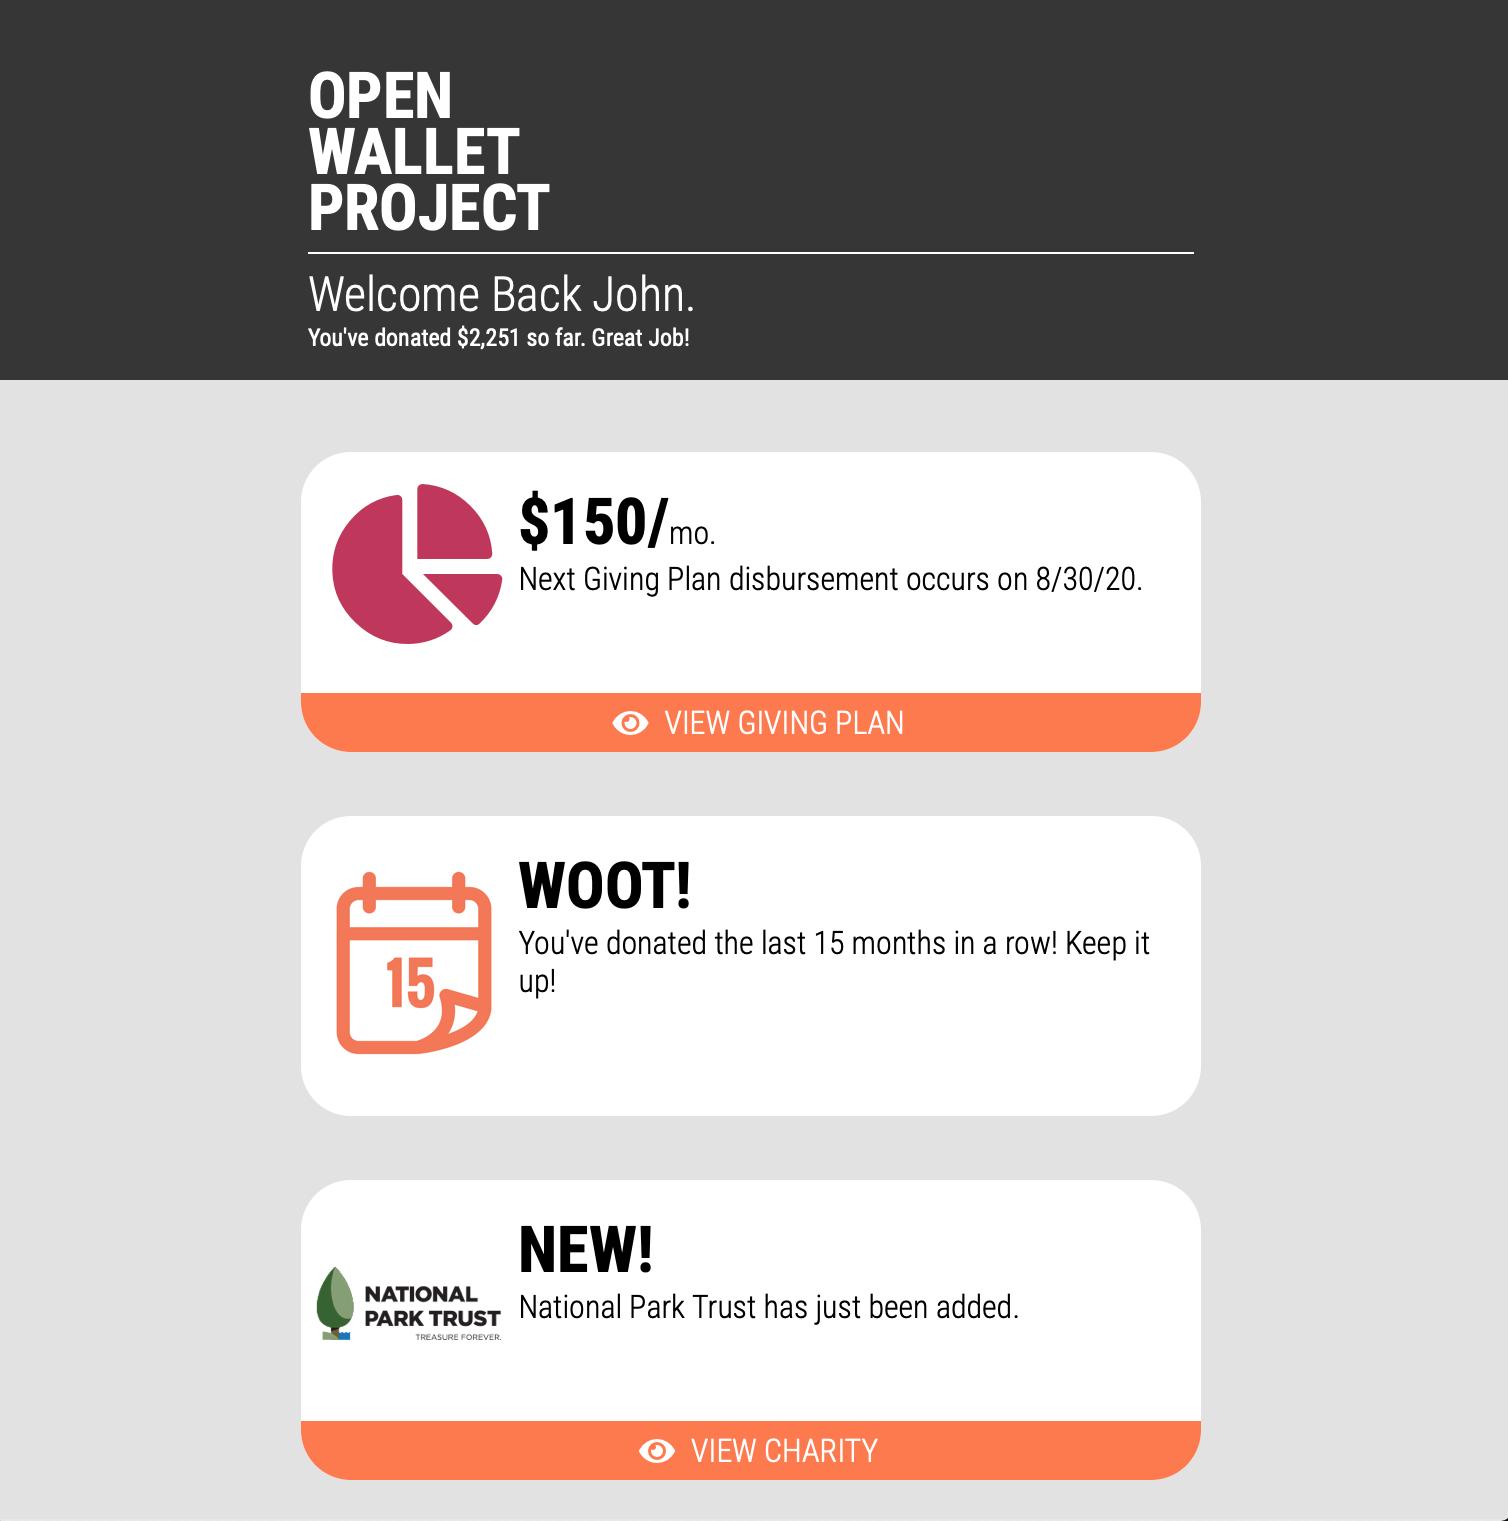 OPEN
WALLET
PROJECT
Welcome Back John.
You've donated $2,251 so far. Great Job!
$150/mo.
Next Giving Plan disbursement occurs on 8/30/20.
VIEW GIVING PLAN
15
WOOT!
You've donated the last 15 months in a row! Keep it
up!
NATIONAL
PARK TRUST
TREASURE FOREVER.
NEW!
National Park Trust has just been added.
VIEW CHARITY